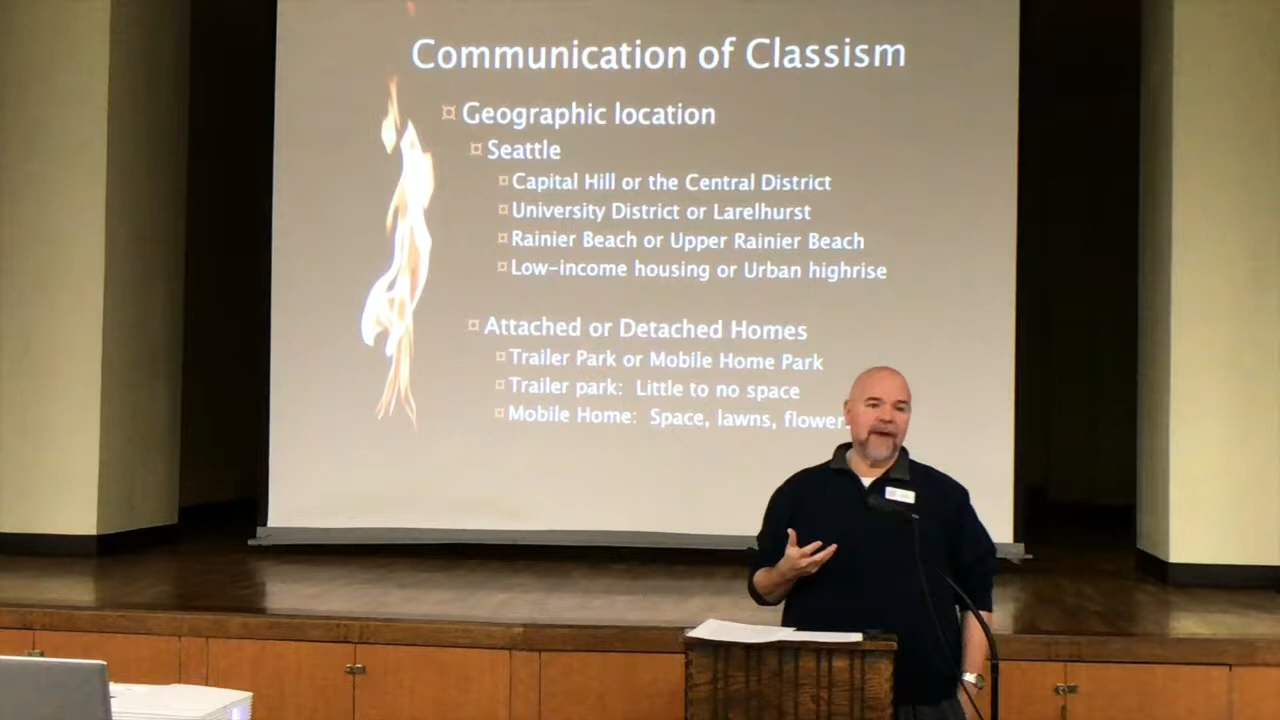 Communication of Classism
¤ Geographic location
¤ Seattle
¤ Capital Hill or the Central District
¤ University District or Larelhurst
¤ Rainier Beach or Upper Rainier Beach
¤ Low-income housing or Urban highrise
¤ Attached or Detached Homes
¤ Trailer Park or Mobile Home Park
¤ Trailer park: Little to no space
¤ Mobile Home: Space, lawns, flower